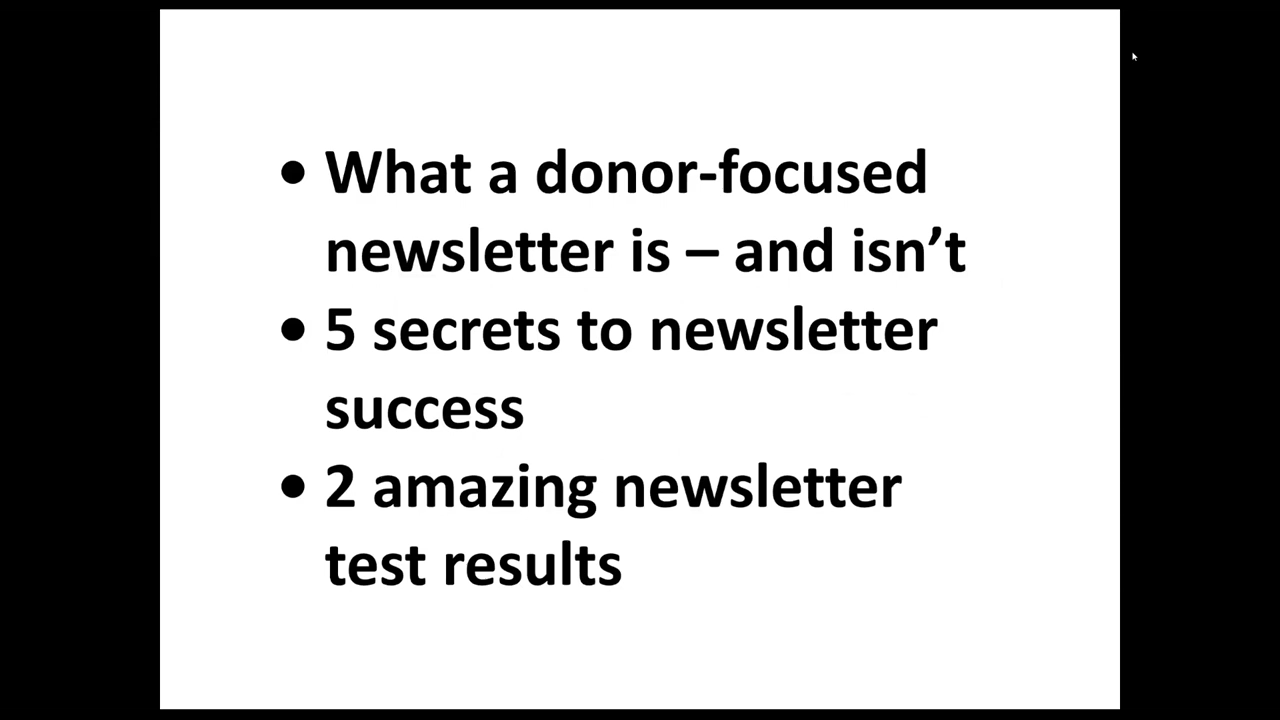 • What a donor-focused
newsletter is – and isn’t
• 5 secrets to newsletter
success
• 2 amazing newsletter
test results